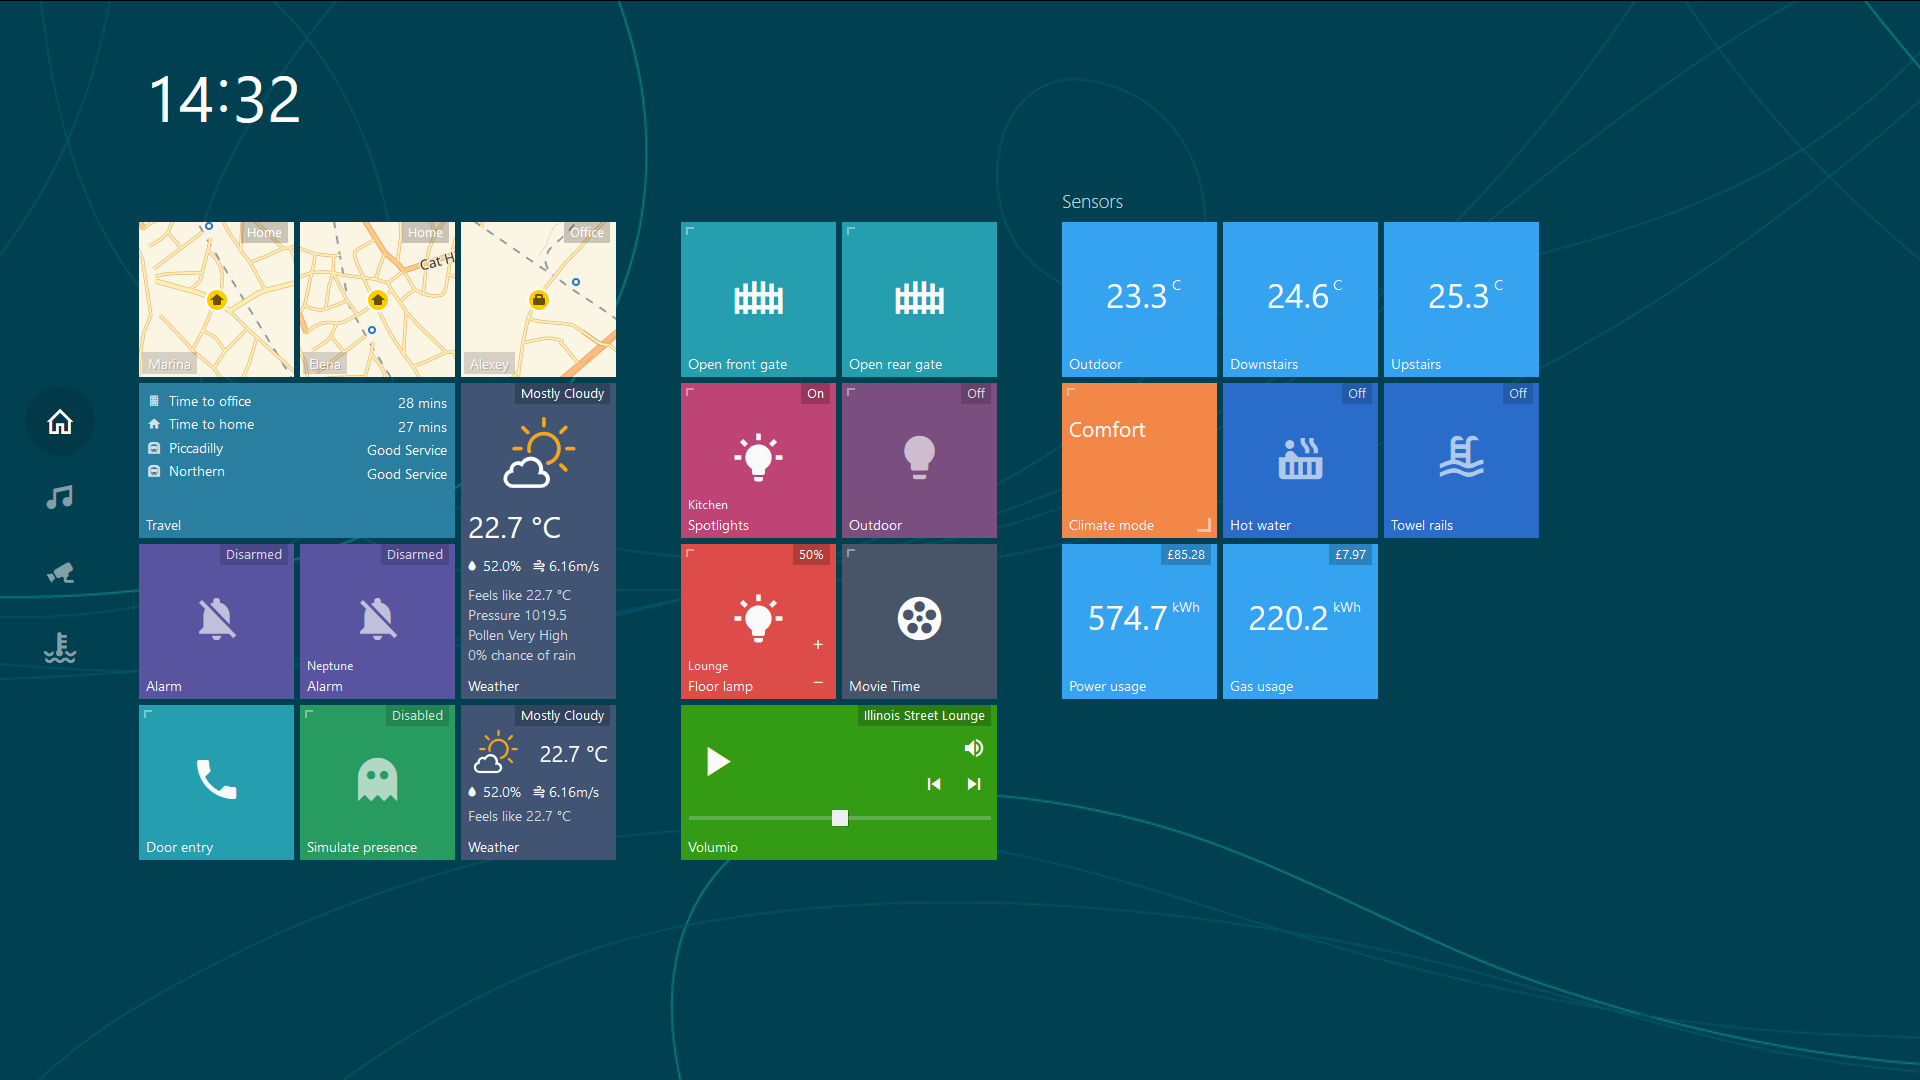 14:32
Home
Marina
Home
Cat H
Elena
Office
Alexey
Time to office 28 mins
Time to home 27 mins
Piccadilly Good Service
Northern Good Service
Travel
Mostly Cloudy
22.7 °C
52.0% 6.16m/s
Feels like 22.7 °C
Pressure 1019.5
Pollen Very High
0% chance of rain
Weather
Disarmed
Alarm
Disarmed
Neptune
Alarm
Door entry
Disabled
Simulate presence
Mostly Cloudy
22.7 °C
52.0% 6.16m/s
Feels like 22.7 °C
Weather
Open front gate
Open rear gate
On
Kitchen
Spotlights
Off
Outdoor
50%
+
Lounge
Floor lamp −
Movie Time
Illinois Street Lounge
Volumio
Sensors
23.3 C
Outdoor
24.6 C
Downstairs
25.3 C
Upstairs
Comfort
Climate mode
Off
Hot water
Off
Towel rails
£85.28
574.7 kWh
Power usage
£7.97
220.2 kWh
Gas usage